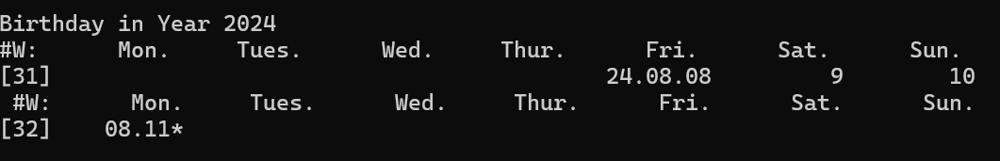 Birthday in Year 2024
#W: Mon. Tues. Wed. Thur. Fri. Sat. Sun.
[31] 24.08.08 9 10
#W: Mon. Tues. Wed. Thur. Fri. Sat. Sun.
[32] 08.11*